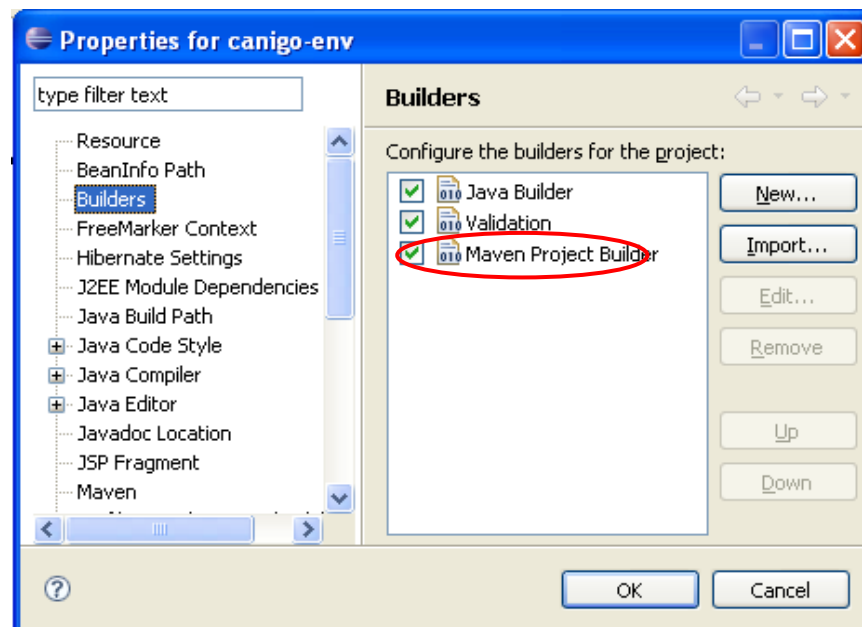 Properties for canigo-env
type filter text
Resource
BeanInfo Path
Builders
FreeMarker Context
Hibernate Settings
J2EE Module Dependencies
Java Build Path
Java Code Style
Java Compiler
Java Editor
Javadoc Location
JSP Fragment
Maven
Builders
Configure the builders for the project:
Java Builder
Validation
Maven Project Builder
New...
Import...
Edit...
Remove
Up
Down
OK
Cancel